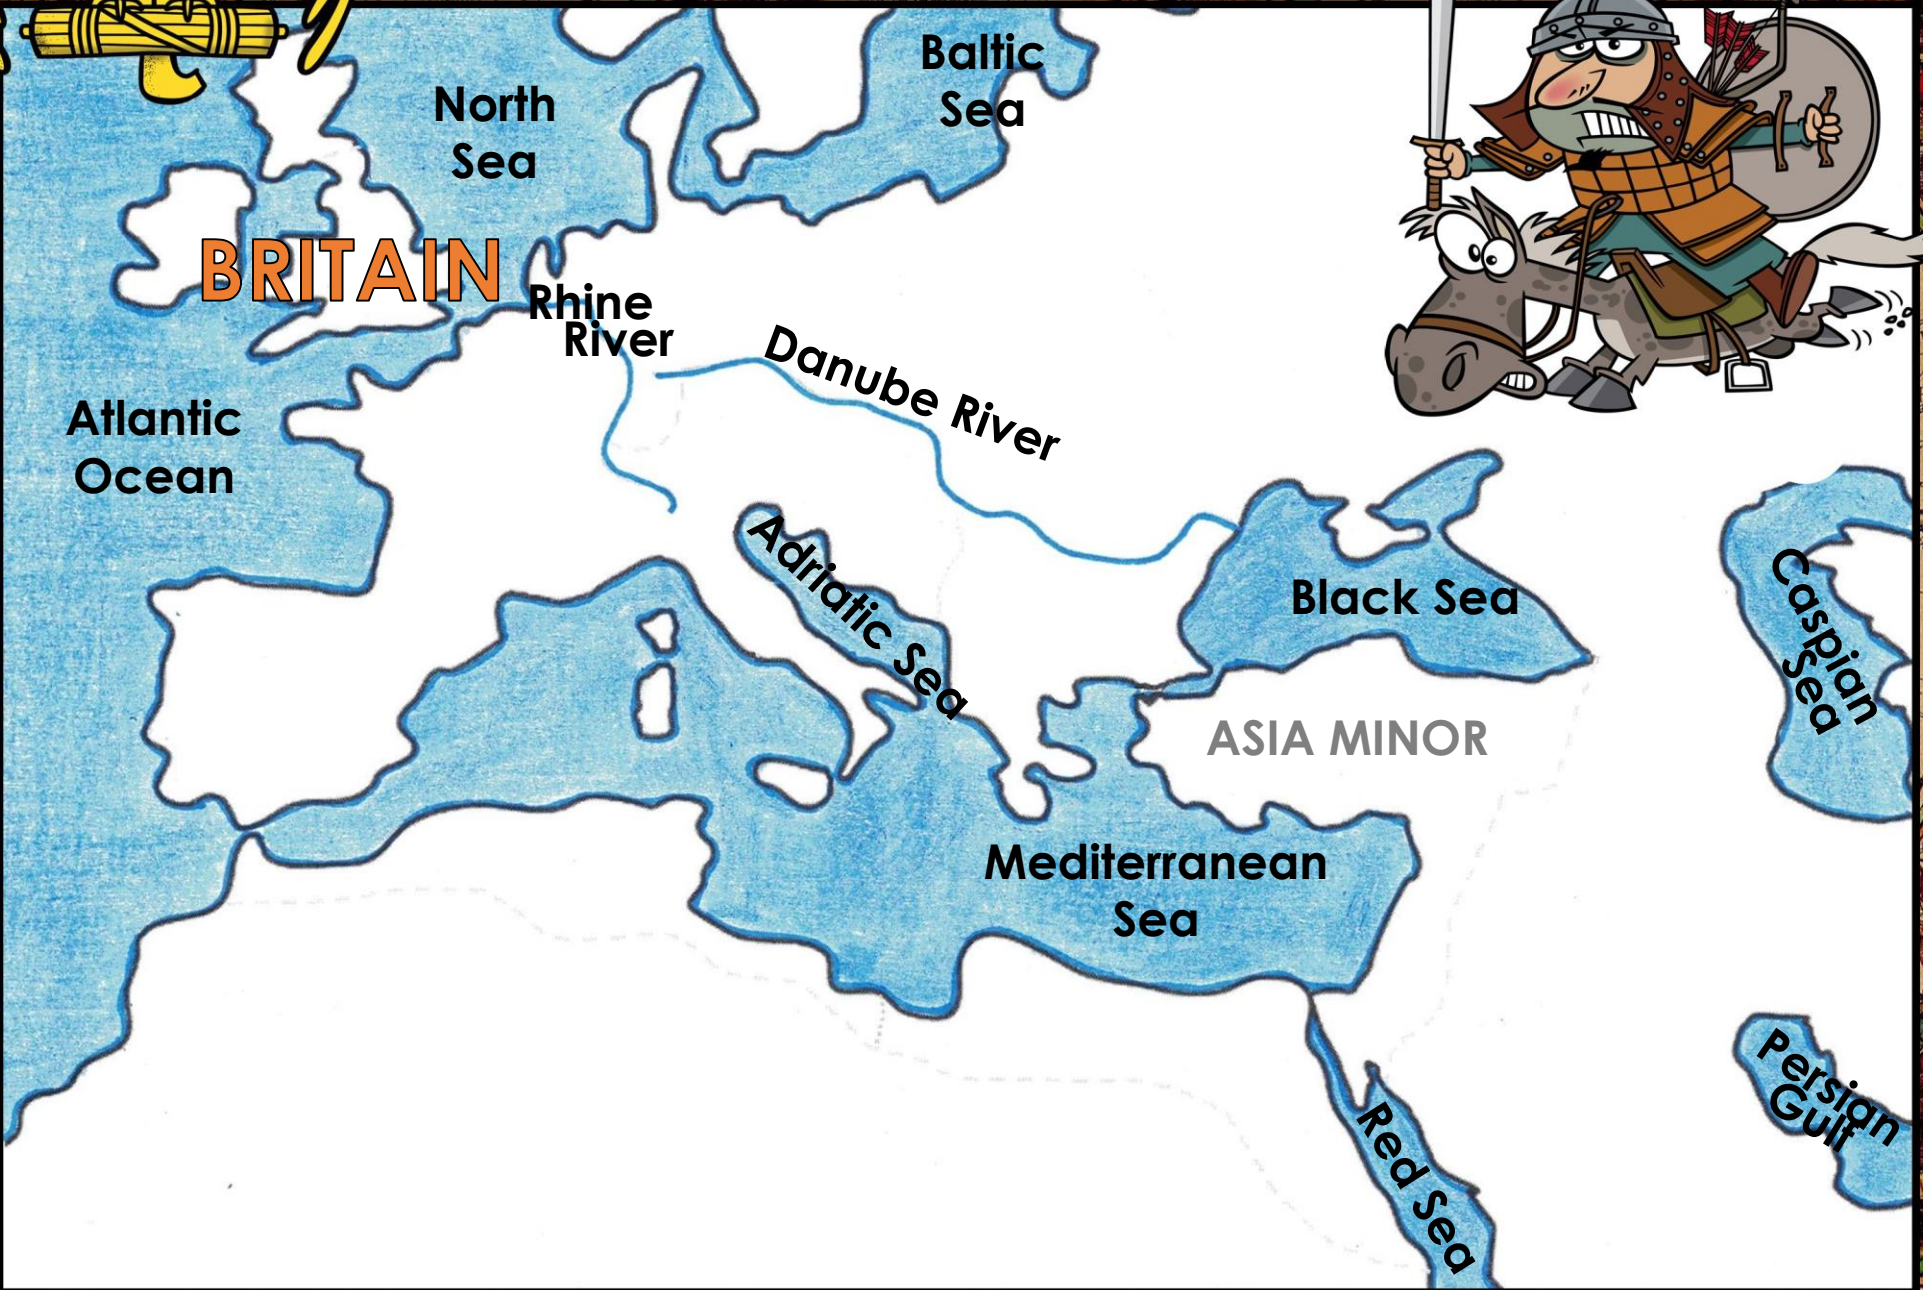 Baltic
Sea
North
Sea
BRITAIN
Rhine
River
Danube River
Atlantic
Ocean
Adriatic Sea
Black Sea
Caspian
Sea
ASIA MINOR
Mediterranean
Sea
Persian
Gulf
Red Sea